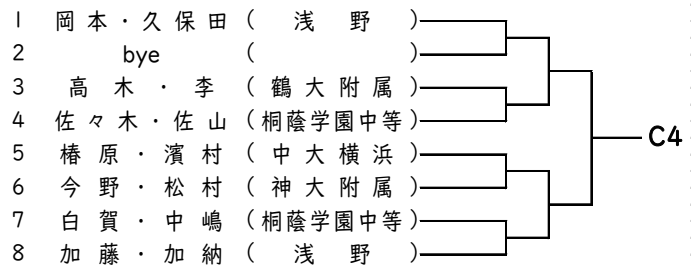 1 岡本・久保田 ( 浅野 )
2 bye ( )
3 高木・李 ( 鶴大附属 )
4 佐々木・佐山 ( 桐蔭学園中等 )
5 椿原・濱村 ( 中大横浜 )
6 今野・松村 ( 神大附属 )
7 白賀・中嶋 ( 桐蔭学園中等 )
8 加藤・加納 ( 浅野 )
C4